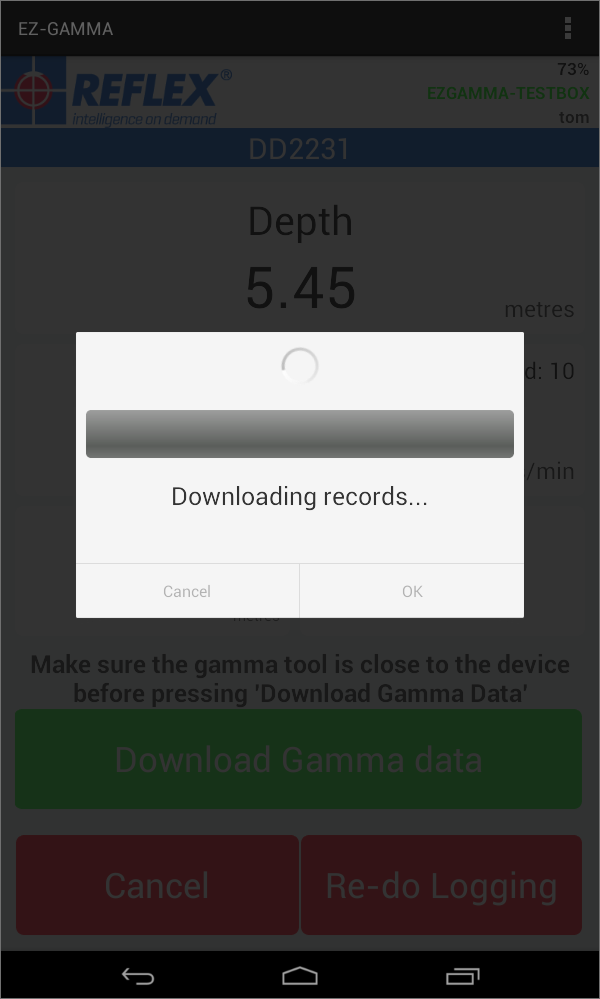 EZ-GAMMA
REFLEX®
intelligence on demand
73%
EZGAMMA-TESTBOX
tom
DD2231
Depth
5.45
metres
d: 10
/min
Downloading records...
Cancel
OK
Make sure the gamma tool is close to the device
before pressing 'Download Gamma Data'
Download Gamma data
Cancel
Re-do Logging